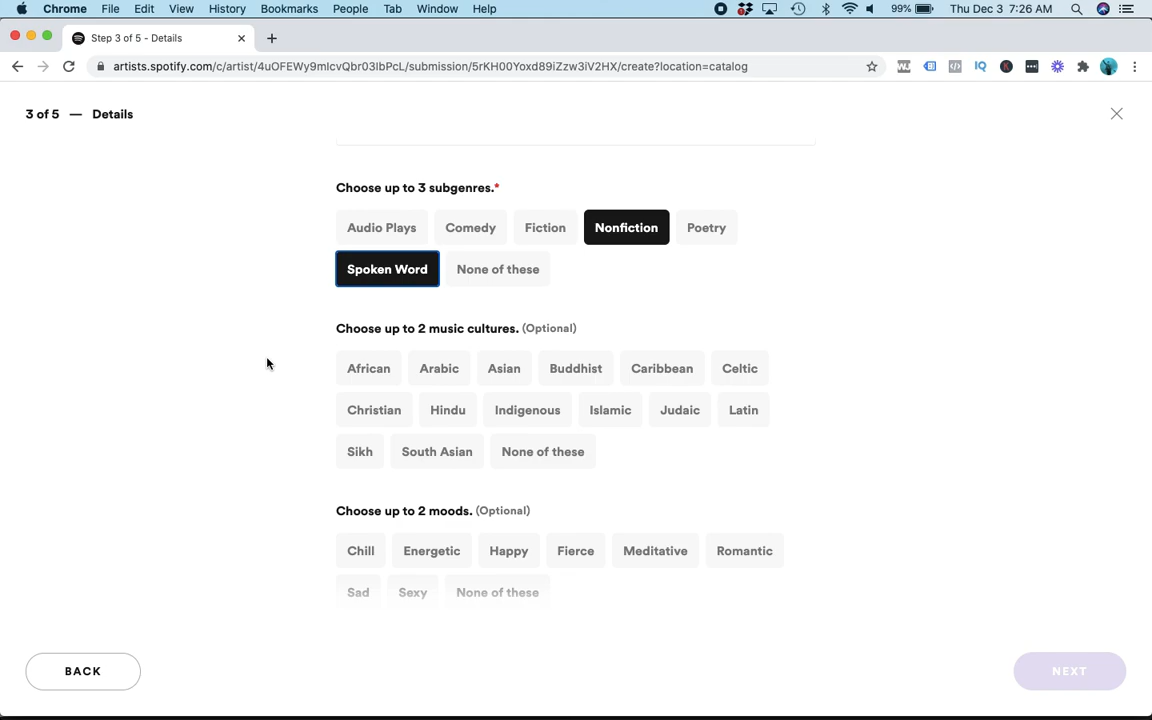 Chrome File Edit View History Bookmarks People Tab Window Help 99% Thu Dec 3 7:26 AM
Step 3 of 5 - Details
artists.spotify.com/c/artist/4uOFEWy9mIcvQbr03IbPcL/submission/5rKH00Yoxd89iZzw3iV2HX/create?location=catalog
3 of 5 — Details
Choose up to 3 subgenres.*
Audio Plays Comedy Fiction Nonfiction Poetry
Spoken Word None of these
Choose up to 2 music cultures. (Optional)
African Arabic Asian Buddhist Caribbean Celtic
Christian Hindu Indigenous Islamic Judaic Latin
Sikh South Asian None of these
Choose up to 2 moods. (Optional)
Chill Energetic Happy Fierce Meditative Romantic
Sad Sexy None of these
BACK NEXT